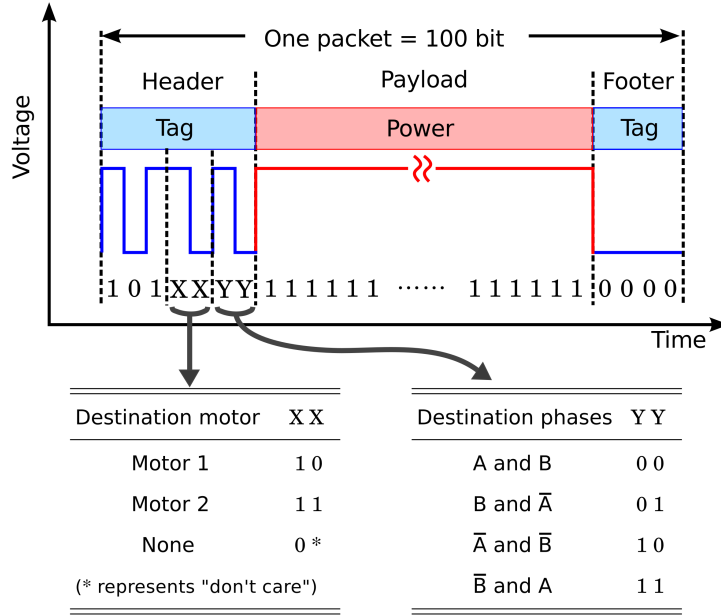 One packet = 100 bit
Header Payload Footer
Tag Power Tag
Voltage
1 0 1 X X Y Y 1 1 1 1 1 1 ...... 1 1 1 1 1 1 0 0 0 0
Time
Destination motor X X
Motor 1 1 0
Motor 2 1 1
None 0 *
(* represents "don't care")
Destination phases Y Y
A and B 0 0
B and A̅ 0 1
A̅ and B̅ 1 0
B̅ and A 1 1